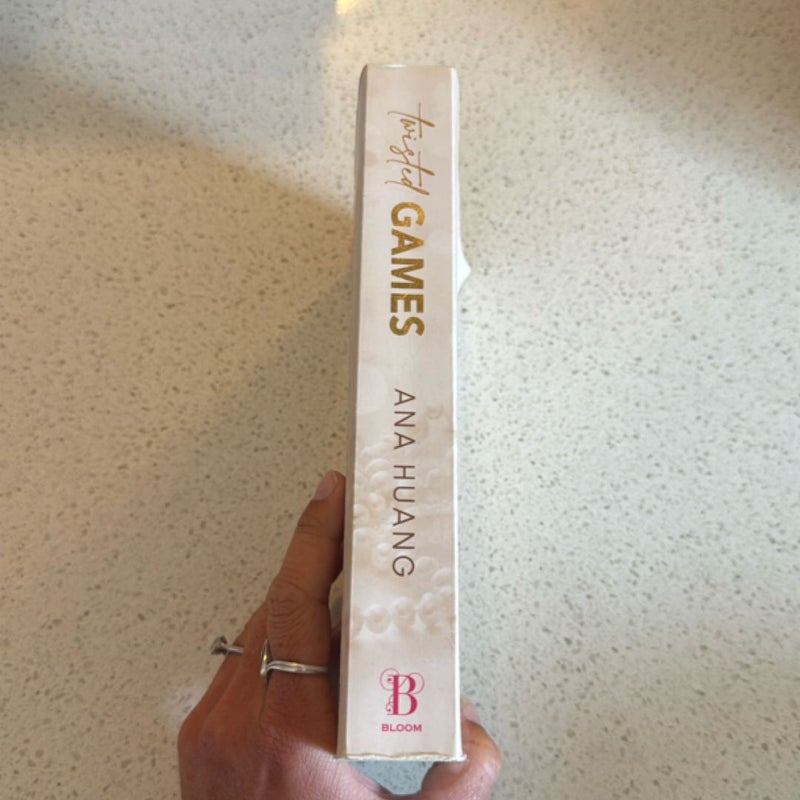 twisted
GAMES
ANA HUANG
B
BLOOM